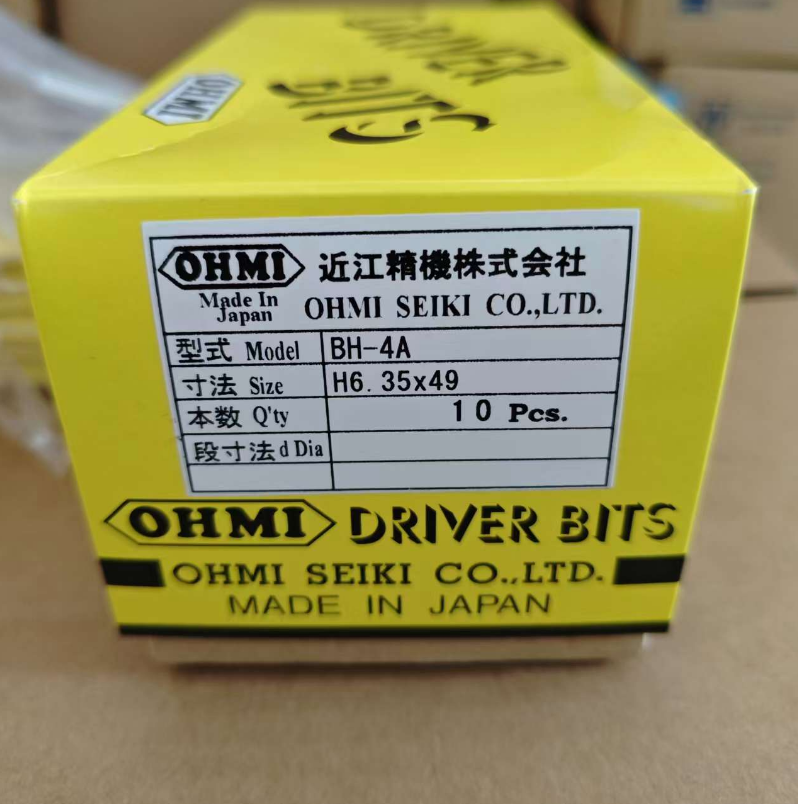 DRIVER
BITS
OHMI
OHMI 近江精機株式会社
Made In
Japan
OHMI SEIKI CO.,LTD.
型式 Model BH-4A
寸法 Size H6.35x49
本数 Q'ty 10 Pcs.
段寸法 d Dia
OHMI DRIVER BITS
OHMI SEIKI CO.,LTD.
MADE IN JAPAN